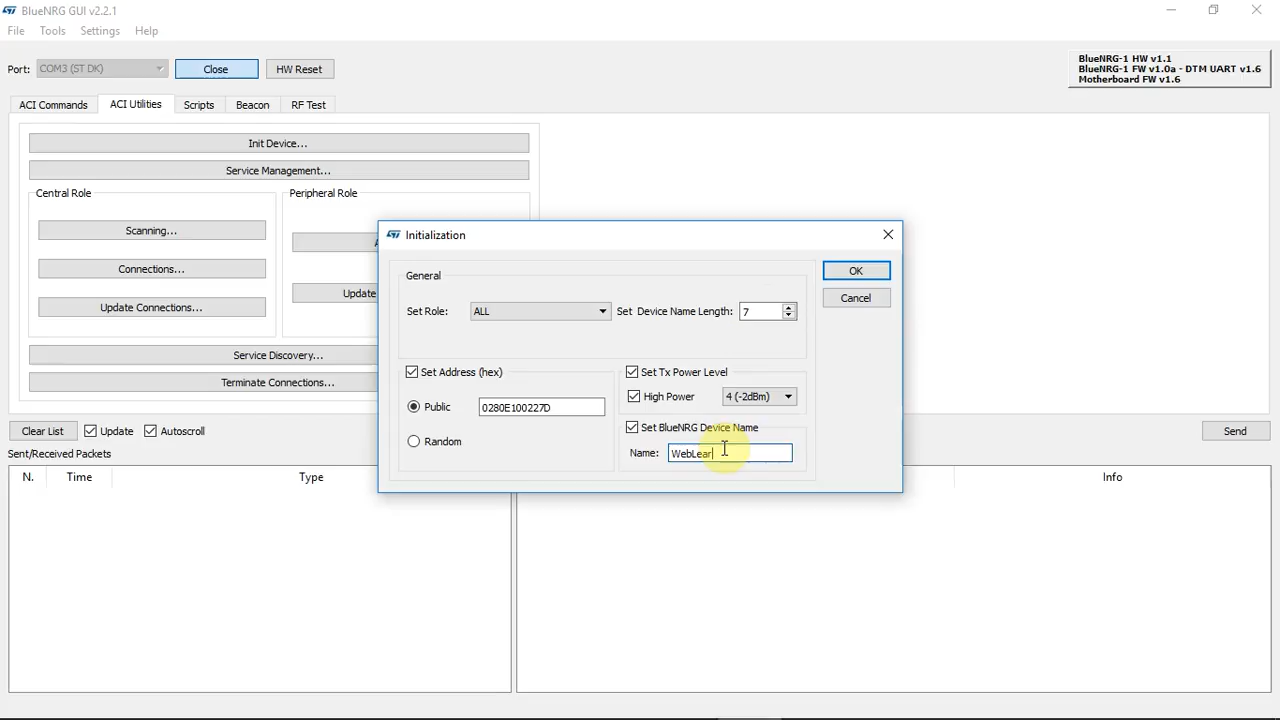 BlueNRG GUI v2.2.1
File Tools Settings Help
Port: COM3 (ST DK) Close HW Reset
BlueNRG-1 HW v1.1
BlueNRG-1 FW v1.0a - DTM UART v1.6
Motherboard FW v1.6
ACI Commands ACI Utilities Scripts Beacon RF Test
Init Device...
Service Management...
Central Role Peripheral Role
Scanning...
Connections...
Update Connections...
Update
Service Discovery...
Terminate Connections...
Initialization
General
OK
Cancel
Set Role: ALL Set Device Name Length: 7
Set Address (hex) Set Tx Power Level
High Power 4 (-2dBm)
Public 0280E100227D
Set BlueNRG Device Name
Random
Name: WebLear
Clear List Update Autoscroll Send
Sent/Received Packets
N. Time Type Info